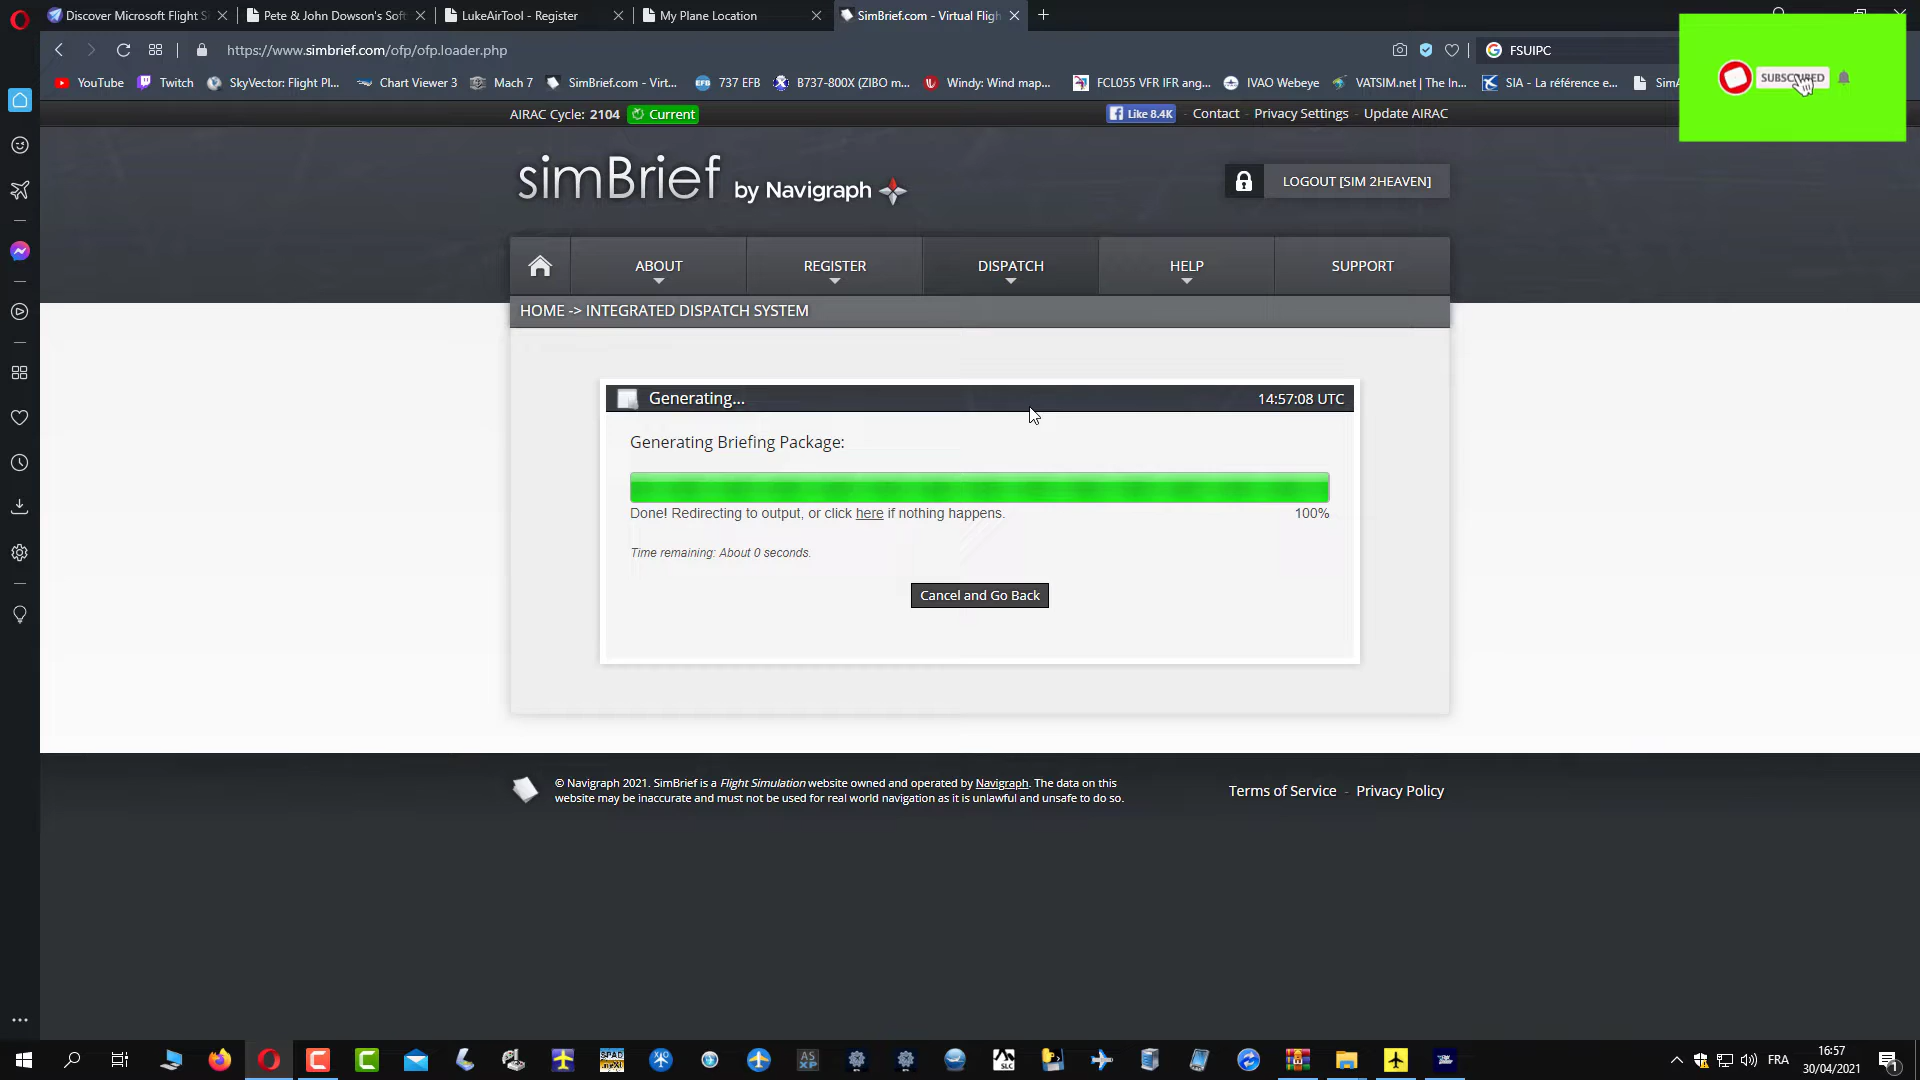 Discover Microsoft Flight S
Pete & John Dowson's Soft
LukeAirTool - Register
My Plane Location
SimBrief.com - Virtual Fligh
https://www.simbrief.com/ofp/ofp.loader.php
FSUIPC
YouTube
Twitch
SkyVector: Flight Pl...
Chart Viewer 3
Mach 7
SimBrief.com - Virt...
737 EFB
B737-800X (ZIBO m...
Windy: Wind map...
FCL055 VFR IFR ang...
IVAO Webeye
VATSIM.net | The In...
SIA - La référence e...
SimA
SUBSCRIBED
AIRAC Cycle: 2104 Current
Like 8.4K
Contact - Privacy Settings - Update AIRAC
simBrief by Navigraph
LOGOUT [SIM 2HEAVEN]
ABOUT
REGISTER
DISPATCH
HELP
SUPPORT
HOME -> INTEGRATED DISPATCH SYSTEM
Generating...
14:57:08 UTC
Generating Briefing Package:
Done! Redirecting to output, or click here if nothing happens.
100%
Time remaining: About 0 seconds.
Cancel and Go Back
© Navigraph 2021. SimBrief is a Flight Simulation website owned and operated by Navigraph. The data on this
website may be inaccurate and must not be used for real world navigation as it is unlawful and unsafe to do so.
Terms of Service - Privacy Policy
SPAD
AS
XP
SLC
FRA
16:57
30/04/2021
1